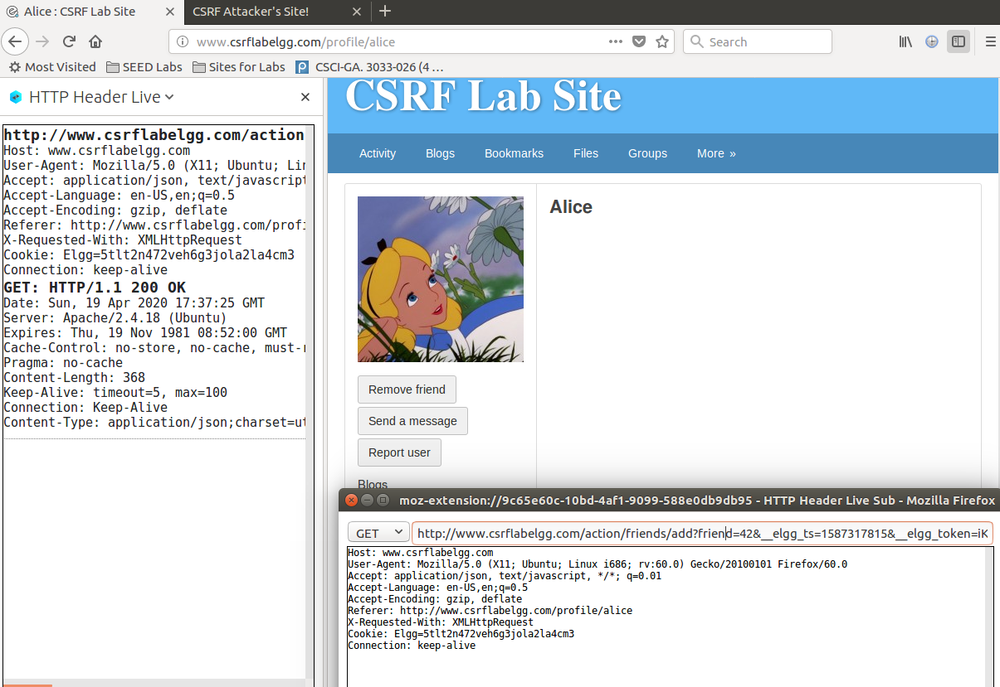 Alice : CSRF Lab Site
CSRF Attacker's Site!
www.csrflabelgg.com/profile/alice
Search
Most Visited SEED Labs Sites for Labs CSCI-GA. 3033-026 (4 …
HTTP Header Live
http://www.csrflabelgg.com/action
Host: www.csrflabelgg.com
User-Agent: Mozilla/5.0 (X11; Ubuntu; Lin
Accept: application/json, text/javascript
Accept-Language: en-US,en;q=0.5
Accept-Encoding: gzip, deflate
Referer: http://www.csrflabelgg.com/profi
X-Requested-With: XMLHttpRequest
Cookie: Elgg=5tlt2n472veh6g3jola2la4cm3
Connection: keep-alive
GET: HTTP/1.1 200 OK
Date: Sun, 19 Apr 2020 17:37:25 GMT
Server: Apache/2.4.18 (Ubuntu)
Expires: Thu, 19 Nov 1981 08:52:00 GMT
Cache-Control: no-store, no-cache, must-r
Pragma: no-cache
Content-Length: 368
Keep-Alive: timeout=5, max=100
Connection: Keep-Alive
Content-Type: application/json;charset=ut
CSRF Lab Site
Activity Blogs Bookmarks Files Groups More »
Alice
Remove friend
Send a message
Report user
Blogs
moz-extension://9c65e60c-10bd-4af1-9099-588e0db9db95 - HTTP Header Live Sub - Mozilla Firefox
GET http://www.csrflabelgg.com/action/friends/add?friend=42&__elgg_ts=1587317815&__elgg_token=iK
Host: www.csrflabelgg.com
User-Agent: Mozilla/5.0 (X11; Ubuntu; Linux i686; rv:60.0) Gecko/20100101 Firefox/60.0
Accept: application/json, text/javascript, */*; q=0.01
Accept-Language: en-US,en;q=0.5
Accept-Encoding: gzip, deflate
Referer: http://www.csrflabelgg.com/profile/alice
X-Requested-With: XMLHttpRequest
Cookie: Elgg=5tlt2n472veh6g3jola2la4cm3
Connection: keep-alive